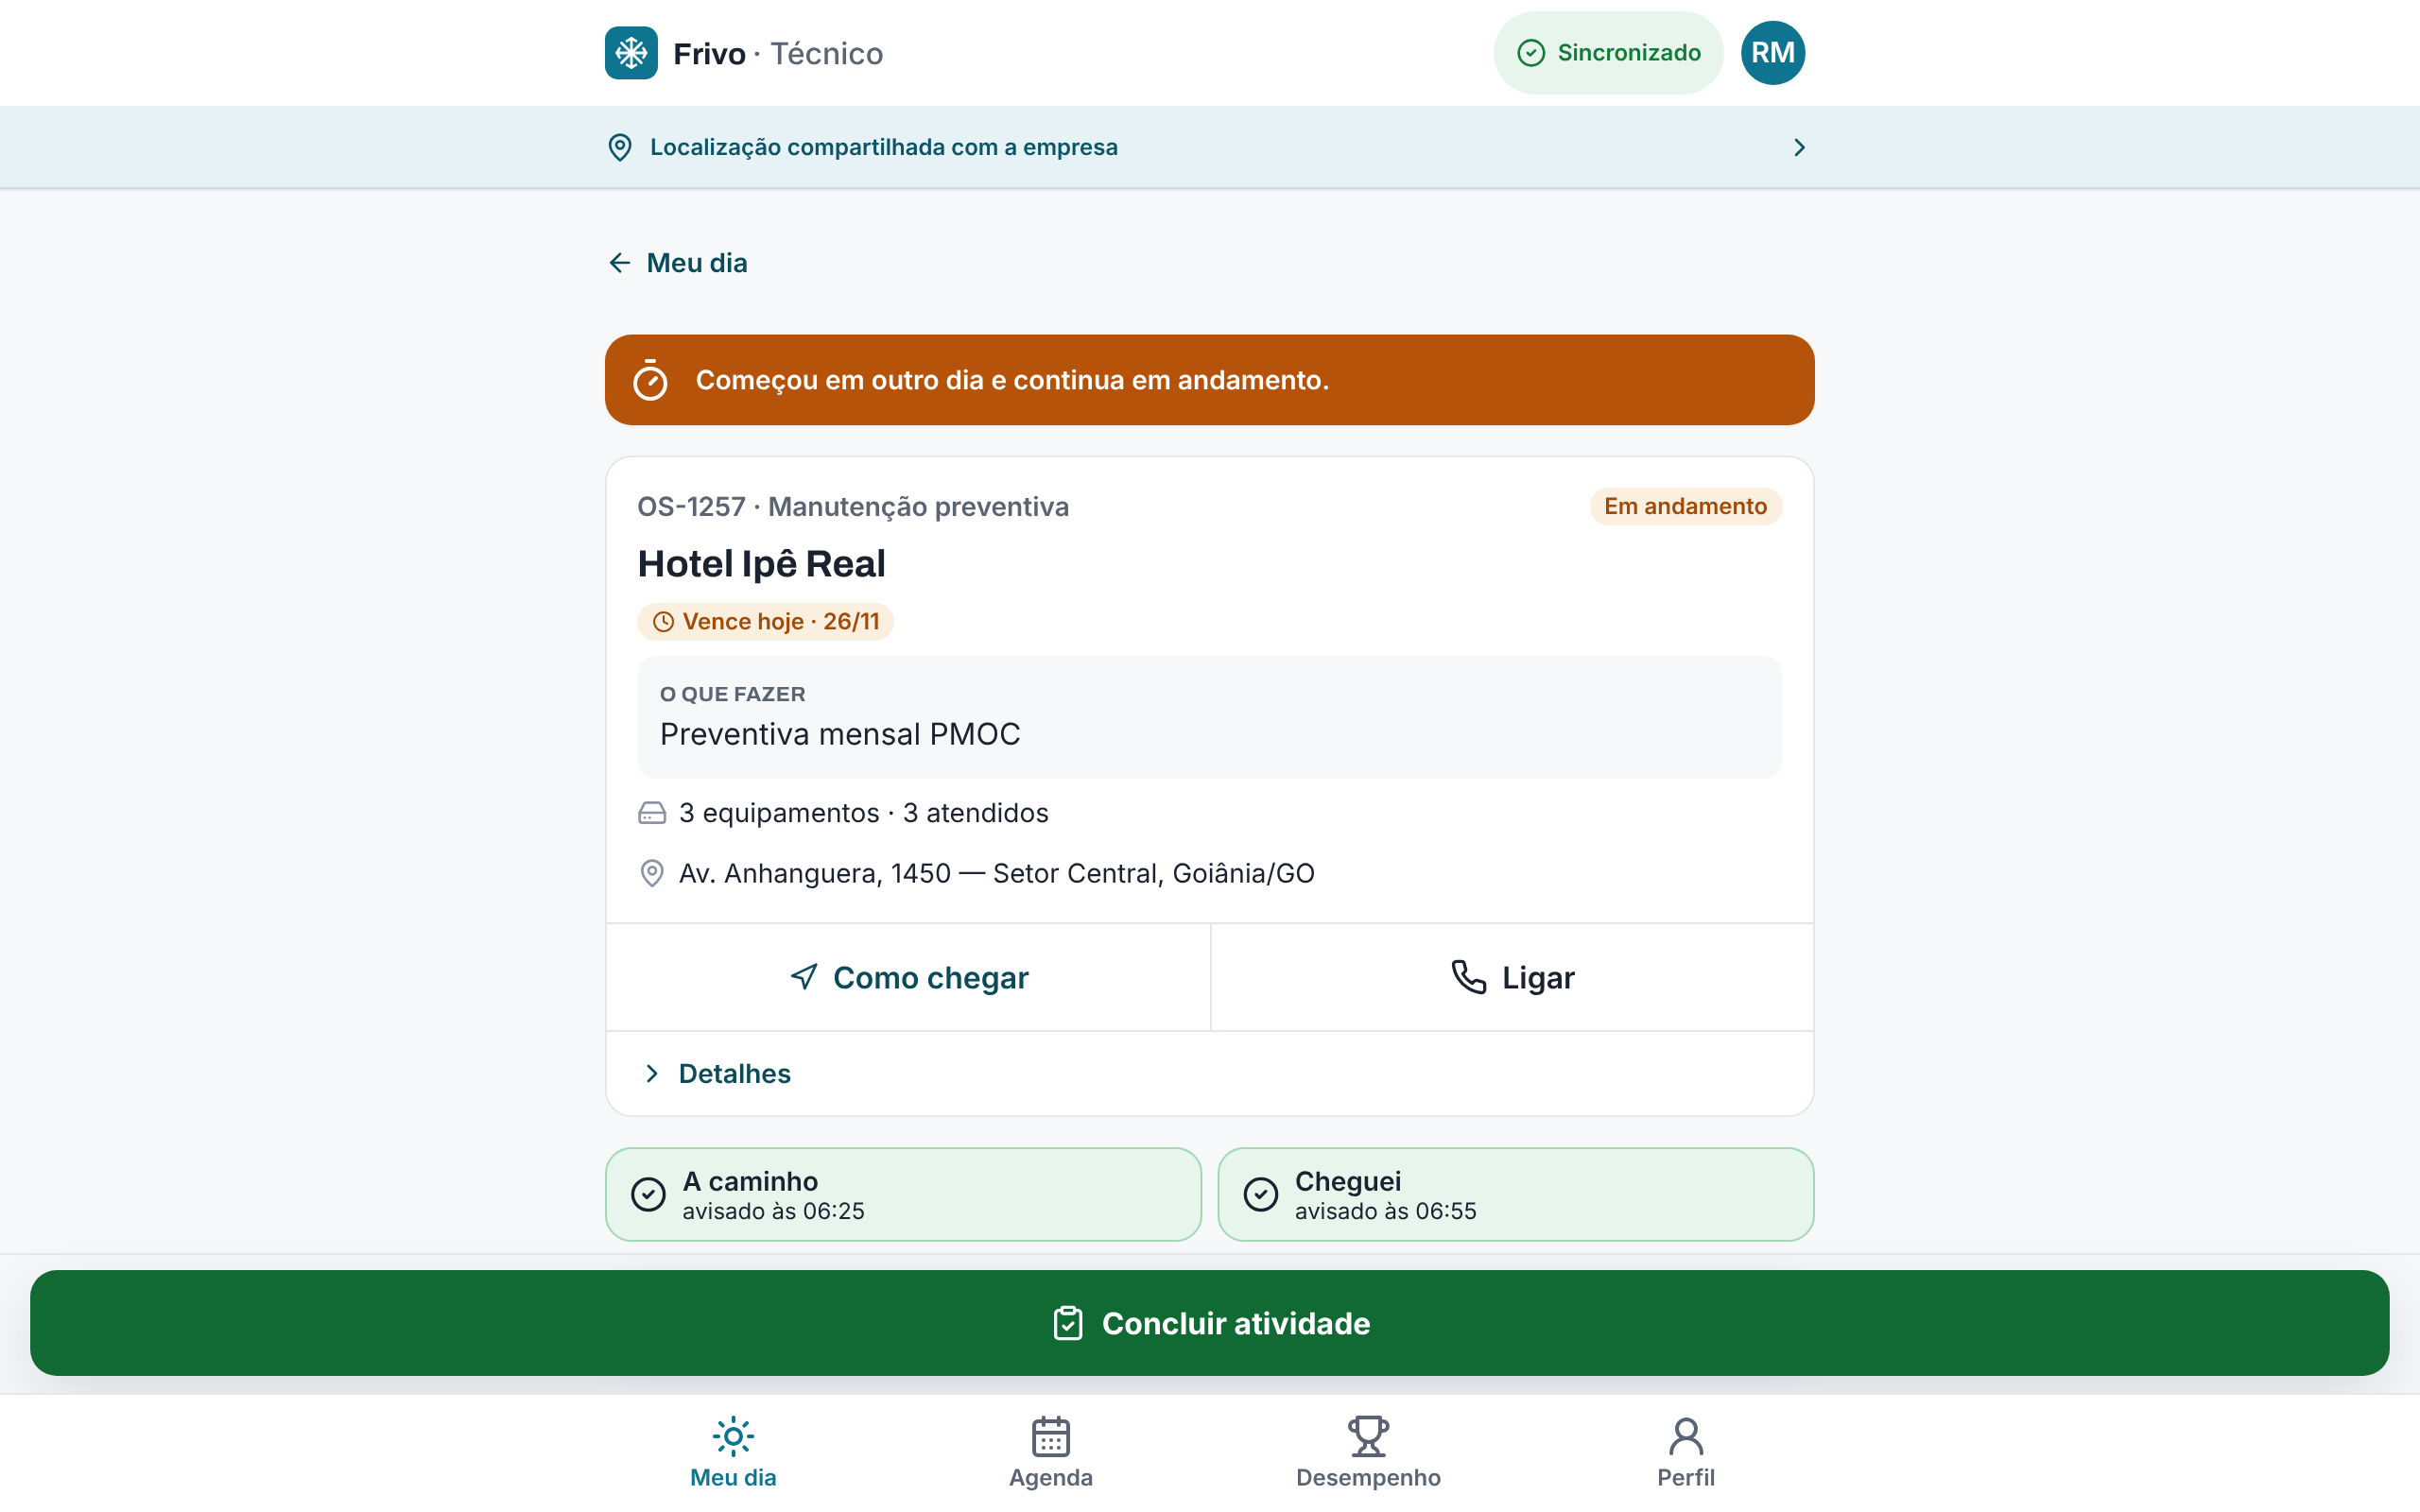 Frivo · Técnico
Sincronizado
RM
Localização compartilhada com a empresa
Meu dia
Começou em outro dia e continua em andamento.
OS-1257 · Manutenção preventiva
Em andamento
Hotel Ipê Real
Vence hoje · 26/11
O QUE FAZER
Preventiva mensal PMOC
3 equipamentos · 3 atendidos
Av. Anhanguera, 1450 — Setor Central, Goiânia/GO
Como chegar
Ligar
Detalhes
A caminho
avisado às 06:25
Cheguei
avisado às 06:55
Concluir atividade
Meu dia
Agenda
Desempenho
Perfil